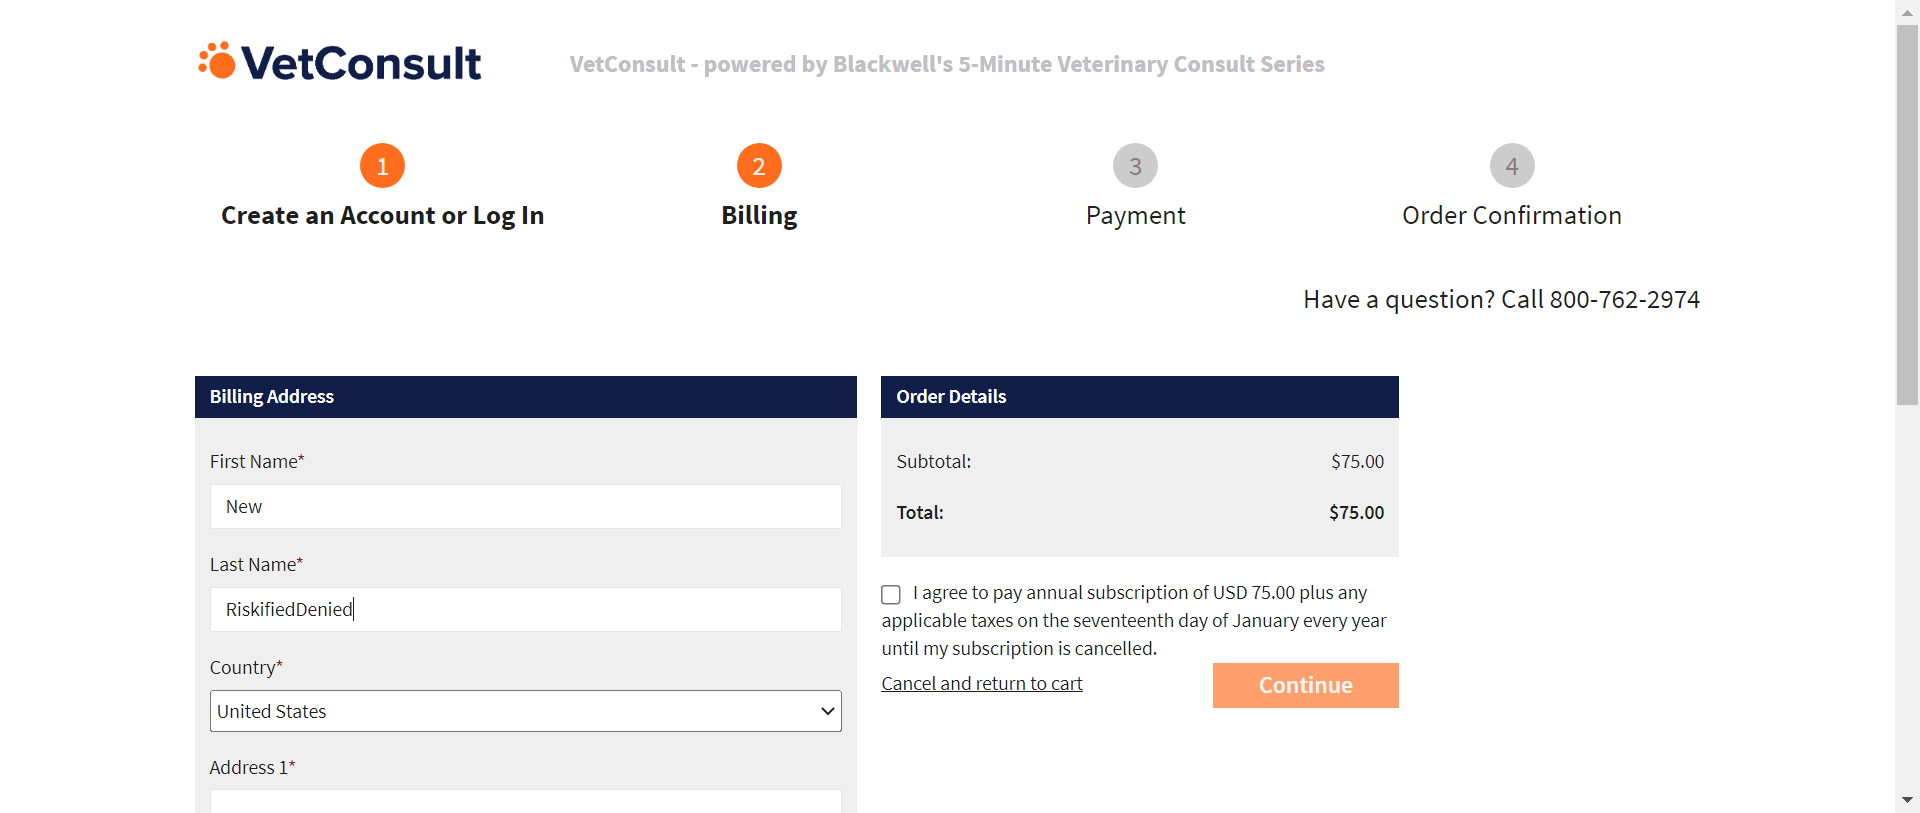 VetConsult
VetConsult - powered by Blackwell's 5-Minute Veterinary Consult Series
1
2
3
4
Create an Account or Log In
Billing
Payment
Order Confirmation
Have a question? Call 800-762-2974
Billing Address
First Name*
New
Last Name*
RiskifiedDenied
Country*
United States
Address 1*
Order Details
Subtotal: $75.00
Total: $75.00
I agree to pay annual subscription of USD 75.00 plus any
applicable taxes on the seventeenth day of January every year
until my subscription is cancelled.
Cancel and return to cart
Continue